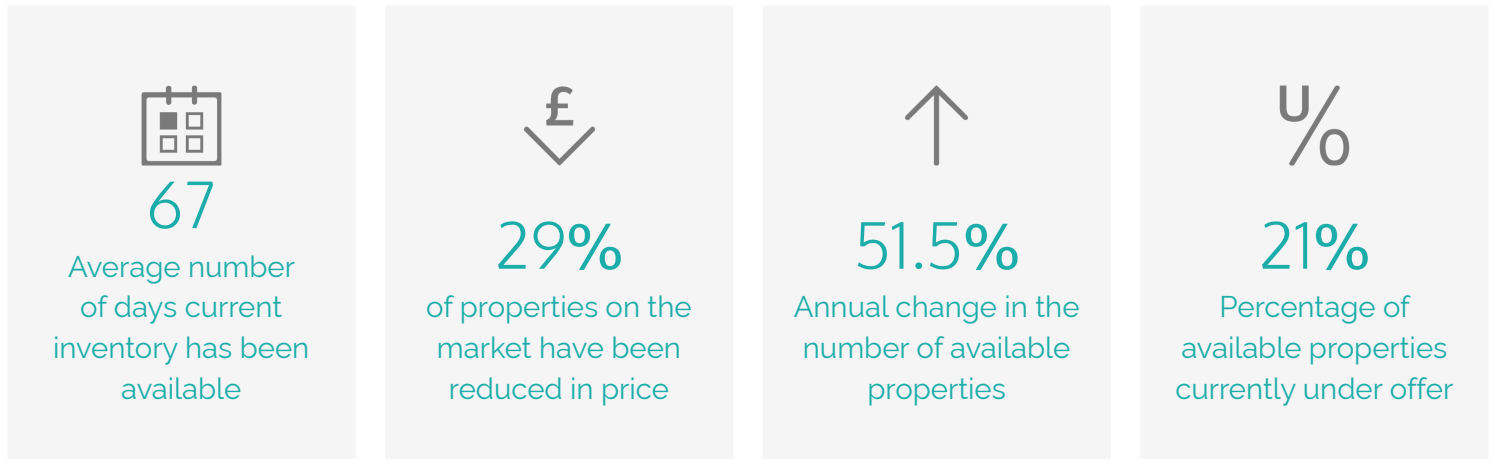 67
Average number
of days current
inventory has been
available
£
29%
of properties on the
market have been
reduced in price
51.5%
Annual change in the
number of available
properties
U/O
21%
Percentage of
available properties
currently under offer